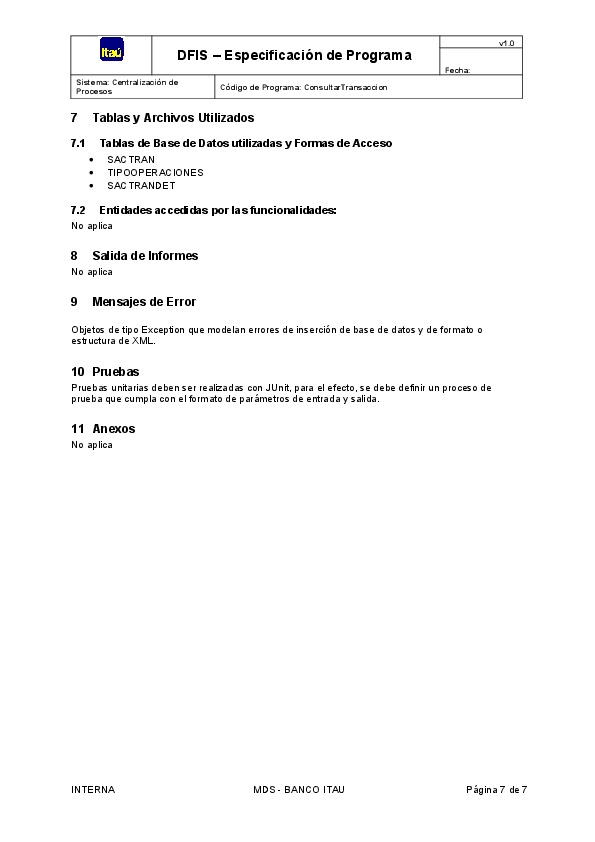 Itaú
DFIS – Especificación de Programa
v1.0
Fecha:
Sistema: Centralización de
Procesos
Código de Programa: ConsultarTransaccion
7 Tablas y Archivos Utilizados
7.1 Tablas de Base de Datos utilizadas y Formas de Acceso
• SACTRAN
• TIPOOPERACIONES
• SACTRANDET
7.2 Entidades accedidas por las funcionalidades:
No aplica
8 Salida de Informes
No aplica
9 Mensajes de Error
Objetos de tipo Exception que modelan errores de inserción de base de datos y de formato o
estructura de XML.
10 Pruebas
Pruebas unitarias deben ser realizadas con JUnit, para el efecto, se debe definir un proceso de
prueba que cumpla con el formato de parámetros de entrada y salida.
11 Anexos
No aplica
INTERNA
MDS - BANCO ITAU
Página 7 de 7